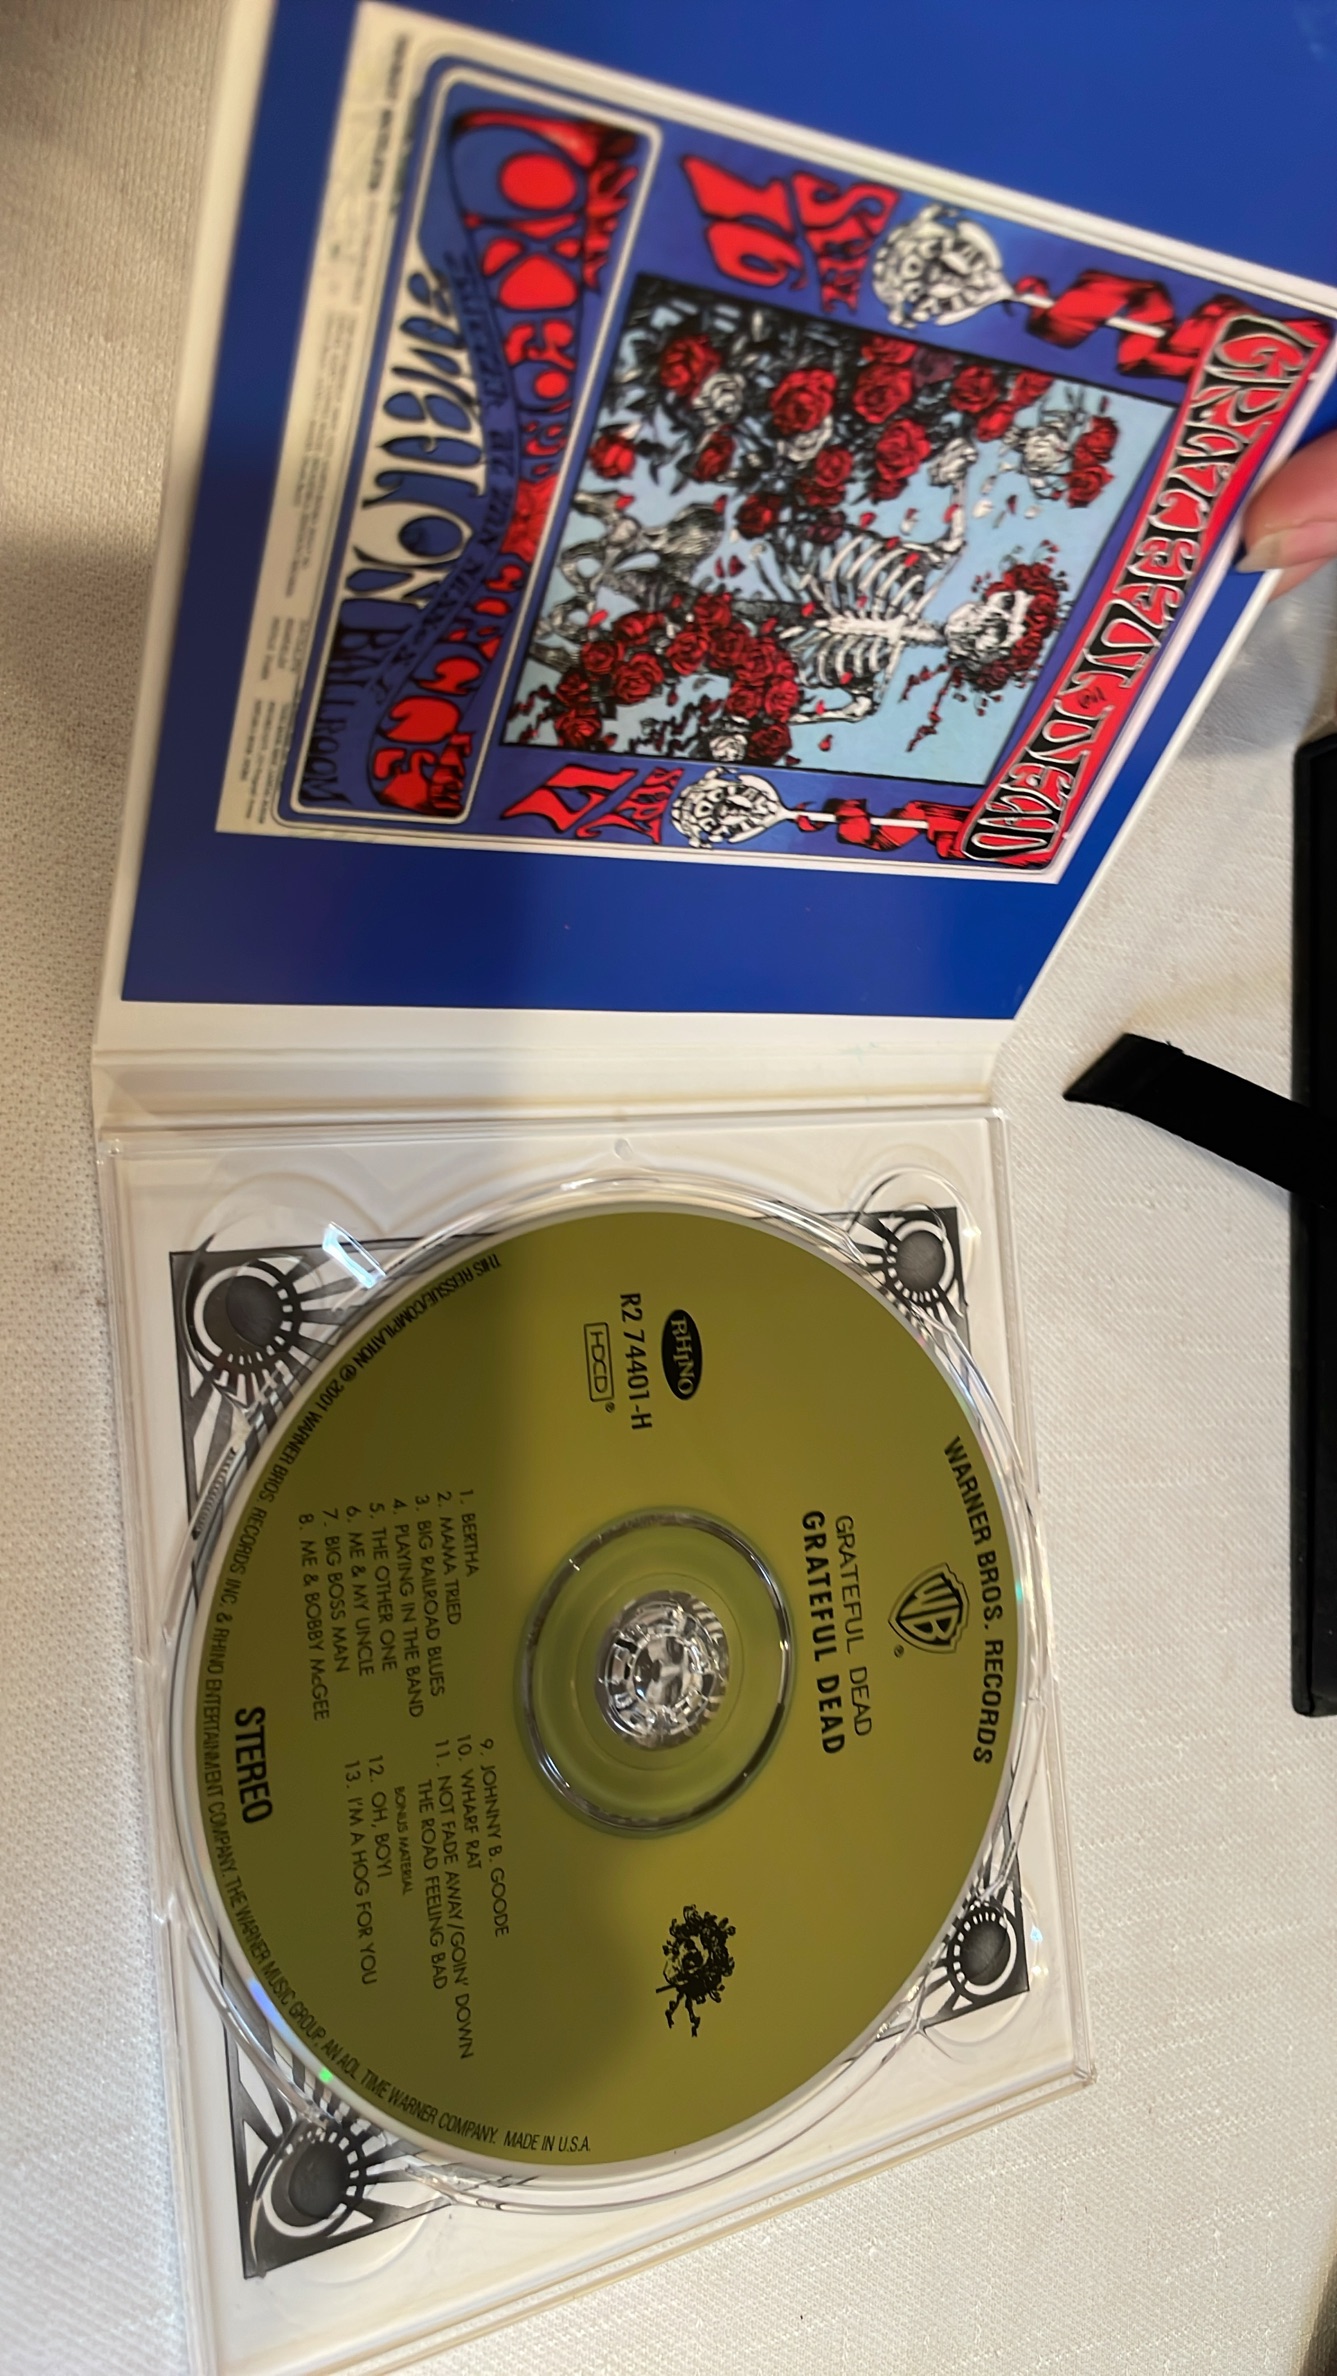 GRATEFUL DEAD
SEPT
16
SEPT
17
OXFORD CIRCLE
AVALON
BALLROOM
WARNER BROS. RECORDS
WB
®
GRATEFUL DEAD
GRATEFUL DEAD
RHINO
R2 74401-H
HDCD®
1. BERTHA
2. MAMA TRIED
3. BIG RAILROAD BLUES
4. PLAYING IN THE BAND
5. THE OTHER ONE
6. ME & MY UNCLE
7. BIG BOSS MAN
8. ME & BOBBY McGEE
9. JOHNNY B. GOODE
10. WHARF RAT
11. NOT FADE AWAY/GOIN' DOWN
THE ROAD FEELING BAD
BONUS MATERIAL
12. OH, BOY!
13. I'M A HOG FOR YOU
STEREO
THIS REISSUE/COMPILATION ℗ 2001 WARNER BROS. RECORDS INC. & RHINO ENTERTAINMENT COMPANY. THE WARNER MUSIC GROUP, AN AOL TIME WARNER COMPANY. MADE IN U.S.A.